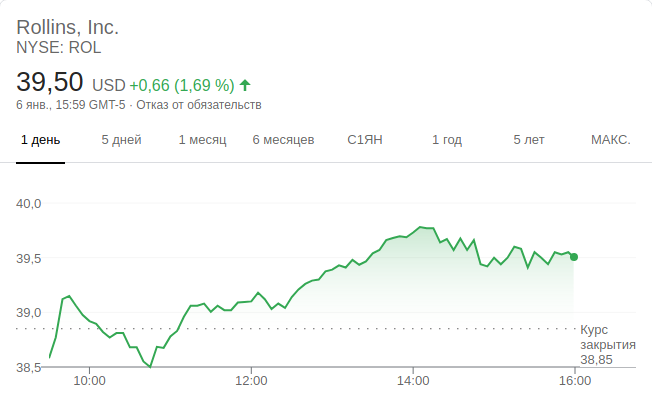 Rollins, Inc.
NYSE: ROL
39,50 USD +0,66 (1,69 %)
6 янв., 15:59 GMT-5 · Отказ от обязательств
1 день 5 дней 1 месяц 6 месяцев С1ЯН 1 год 5 лет МАКС.
40,0
39,5
39,0
Курс
закрытия
38,85
38,5
10:00 12:00 14:00 16:00